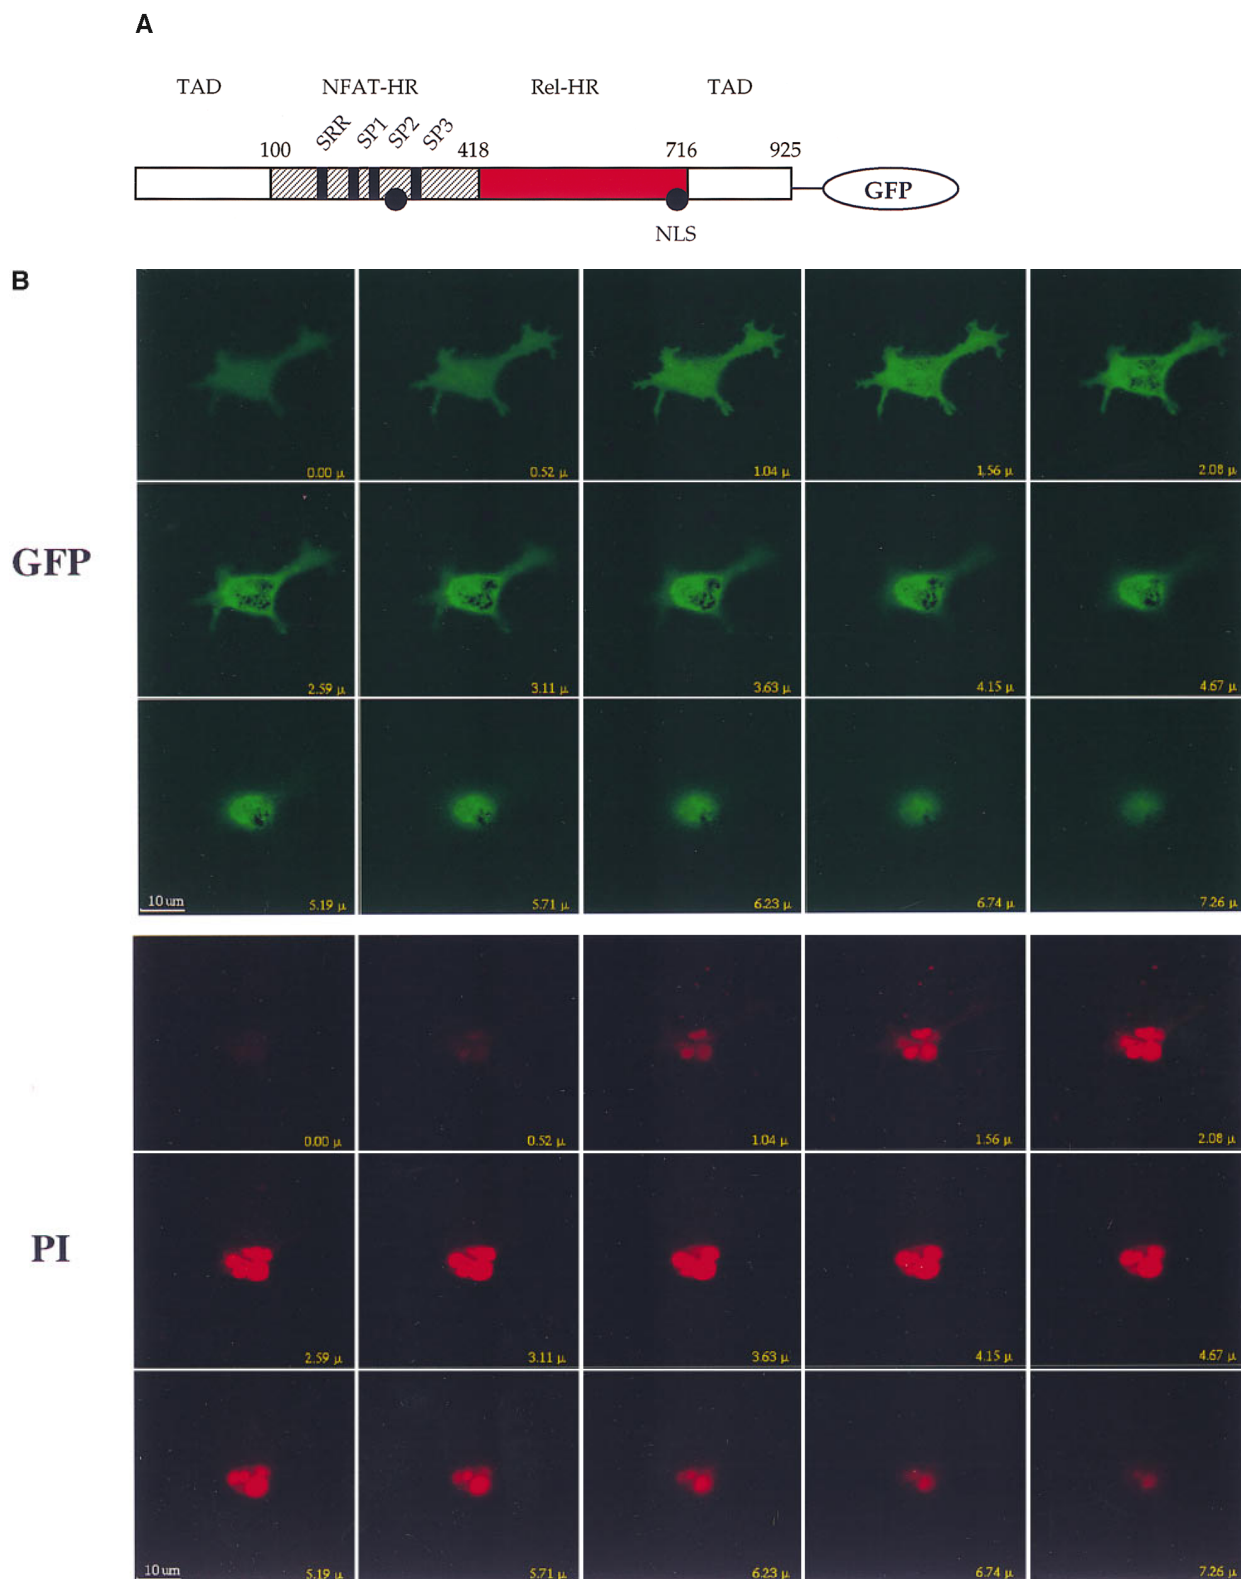 A
TAD NFAT-HR Rel-HR TAD
SRR SP1 SP2 SP3
100 418 716 925
GFP
NLS
B
0.00 µ 0.52 µ 1.04 µ 1.56 µ 2.08 µ
GFP
2.59 µ 3.11 µ 3.63 µ 4.15 µ 4.67 µ
10 um
5.19 µ 5.71 µ 6.23 µ 6.74 µ 7.26 µ
0.00 µ 0.52 µ 1.04 µ 1.56 µ 2.08 µ
PI
2.59 µ 3.11 µ 3.63 µ 4.15 µ 4.67 µ
10 um
5.19 µ 5.71 µ 6.23 µ 6.74 µ 7.26 µ